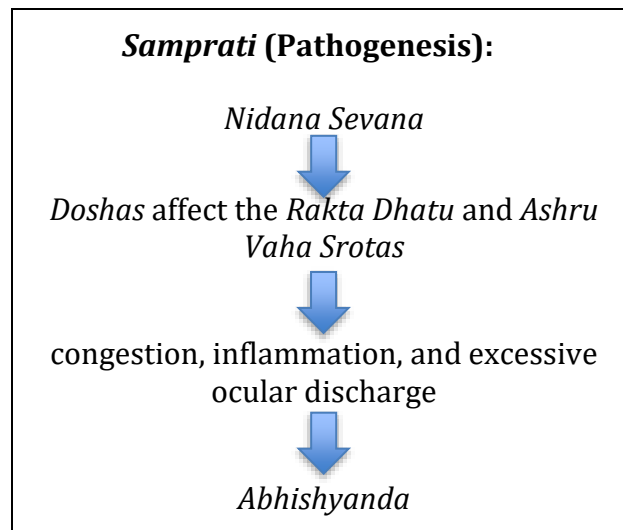 Samprati (Pathogenesis):
Nidana Sevana
Doshas affect the Rakta Dhatu and Ashru
Vaha Srotas
congestion, inflammation, and excessive
ocular discharge
Abhishyanda